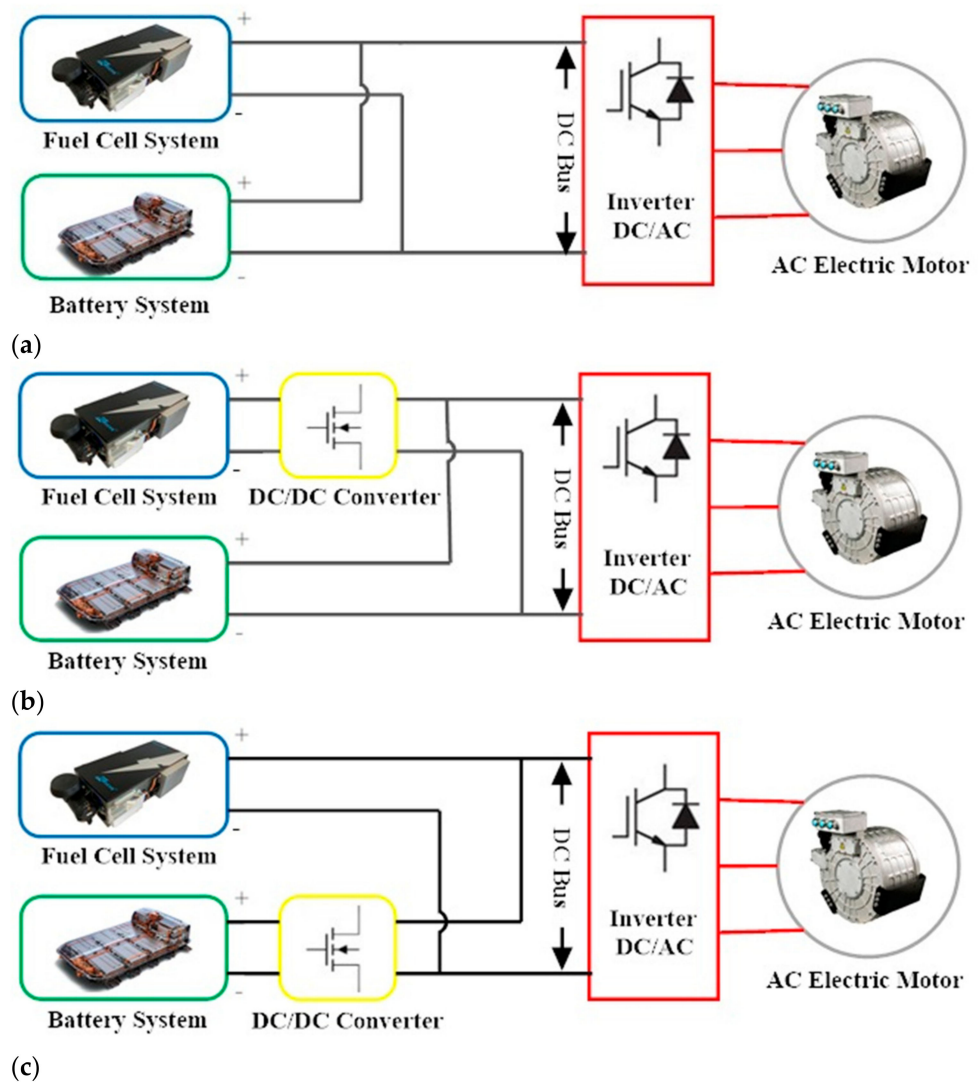 +
-
Fuel Cell System
+
-
Battery System
DC Bus
Inverter
DC/AC
AC Electric Motor
(a)
+
-
Fuel Cell System
DC/DC Converter
+
-
Battery System
DC Bus
Inverter
DC/AC
AC Electric Motor
(b)
+
-
Fuel Cell System
+
-
Battery System
DC/DC Converter
DC Bus
Inverter
DC/AC
AC Electric Motor
(c)